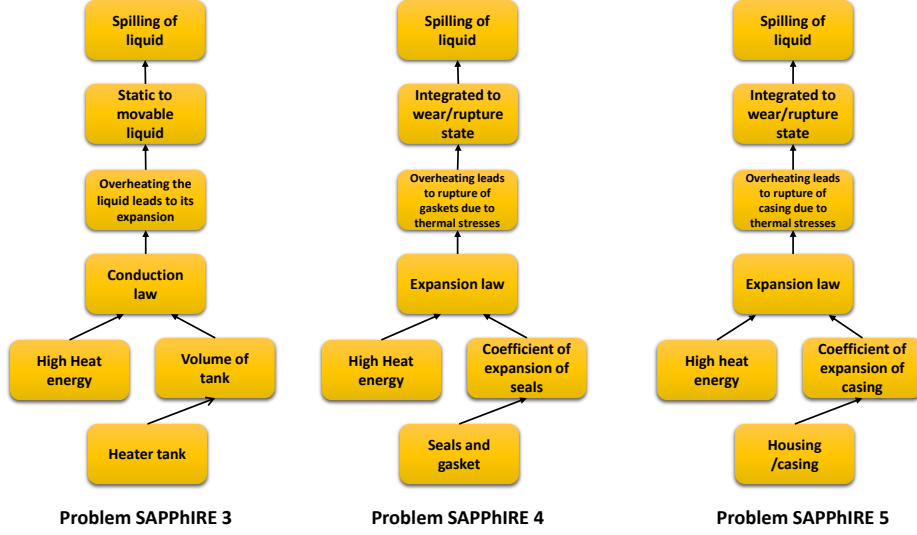 Spilling of
liquid
Static to
movable
liquid
Overheating the
liquid leads to its
expansion
Conduction
law
High Heat
energy
Volume of
tank
Heater tank
Problem SAPPhIRE 3
Spilling of
liquid
Integrated to
wear/rupture
state
Overheating leads
to rupture of
gaskets due to
thermal stresses
Expansion law
High Heat
energy
Coefficient of
expansion of
seals
Seals and
gasket
Problem SAPPhIRE 4
Spilling of
liquid
Integrated to
wear/rupture
state
Overheating leads
to rupture of
casing due to
thermal stresses
Expansion law
High heat
energy
Coefficient of
expansion of
casing
Housing
/casing
Problem SAPPhIRE 5